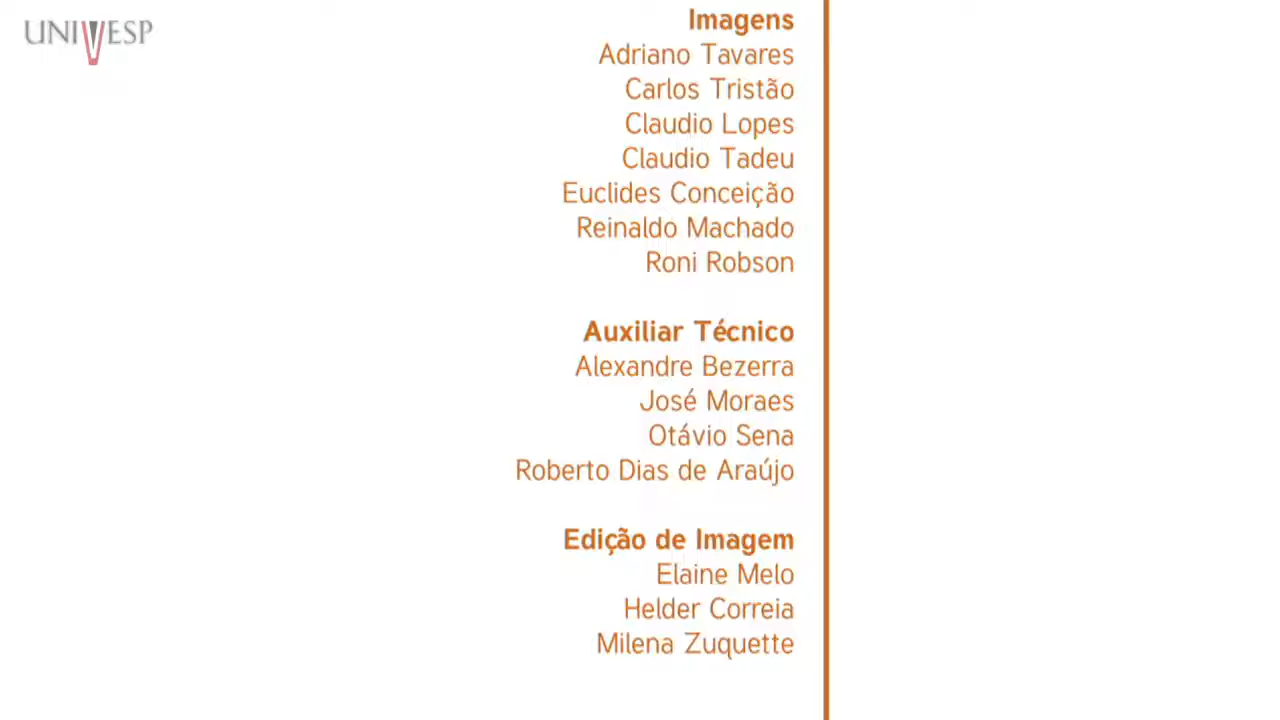 UNIVESP
Imagens
Adriano Tavares
Carlos Tristão
Claudio Lopes
Claudio Tadeu
Euclides Conceição
Reinaldo Machado
Roni Robson
Auxiliar Técnico
Alexandre Bezerra
José Moraes
Otávio Sena
Roberto Dias de Araújo
Edição de Imagem
Elaine Melo
Helder Correia
Milena Zuquette